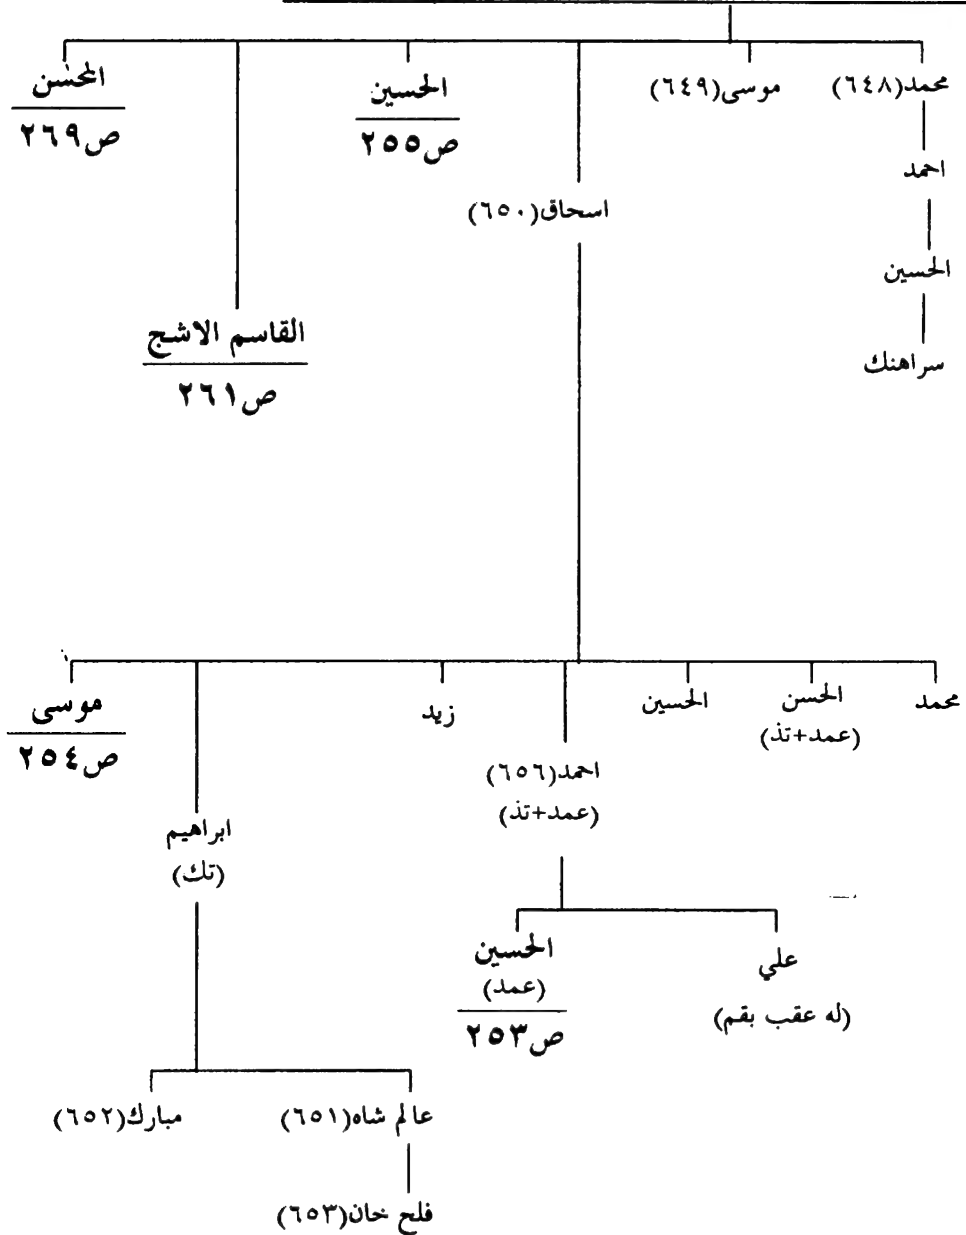 محمد(٦٤٨)
موسى(٦٤٩)
الحسين
ص٢٥٥
المحسن
ص٢٦٩
احمد
اسحاق(٦٥٠)
الحسين
القاسم الاشج
ص٢٦١
سراهنك
محمد
الحسن
(عمد+تذ)
الحسين
زيد
موسى
ص٢٥٤
احمد(٦٥٦)
(عمد+تذ)
ابراهيم
(تك)
علي
(له عقب بقم)
الحسين
(عمد)
ص٢٥٣
عالم شاه(٦٥١)
مبارك(٦٥٢)
فلح خان(٦٥٣)